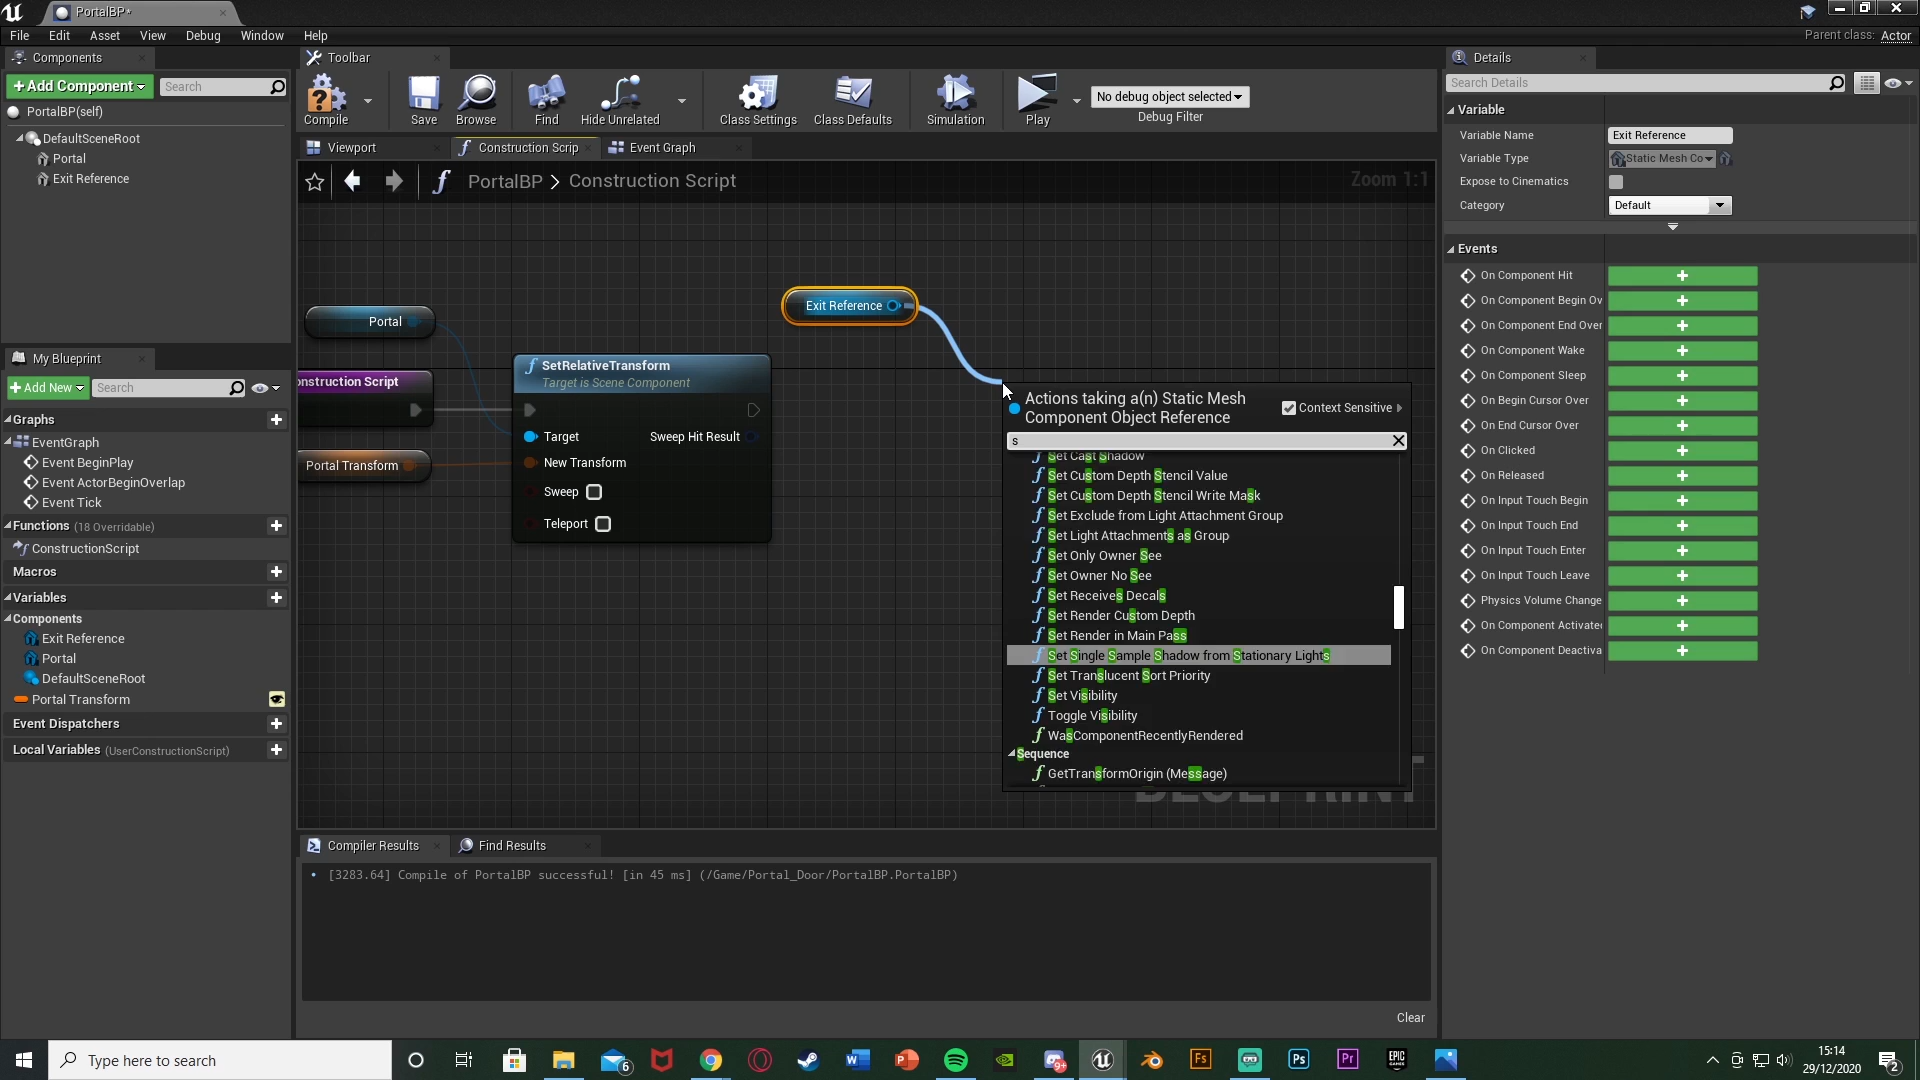 PortalBP*
File Edit Asset View Debug Window Help
Parent class: Actor
Components
+Add Component
Search
PortalBP(self)
DefaultSceneRoot
Portal
Exit Reference
My Blueprint
+Add New
Search
Graphs
EventGraph
Event BeginPlay
Event ActorBeginOverlap
Event Tick
Functions (18 Overridable)
ConstructionScript
Macros
Variables
Components
Exit Reference
Portal
DefaultSceneRoot
Portal Transform
Event Dispatchers
Local Variables (UserConstructionScript)
Toolbar
Compile
Save
Browse
Find
Hide Unrelated
Class Settings
Class Defaults
Simulation
Play
No debug object selected
Debug Filter
Viewport
Construction Scrip
Event Graph
PortalBP > Construction Script
Zoom 1:1
Exit Reference
Portal
onstruction Script
Portal Transform
SetRelativeTransform
Target is Scene Component
Target
Sweep Hit Result
New Transform
Sweep
Teleport
Actions taking a(n) Static Mesh
Component Object Reference
Context Sensitive
s
Set Cast Shadow
Set Custom Depth Stencil Value
Set Custom Depth Stencil Write Mask
Set Exclude from Light Attachment Group
Set Light Attachments as Group
Set Only Owner See
Set Owner No See
Set Receives Decals
Set Render Custom Depth
Set Render in Main Pass
Set Single Sample Shadow from Stationary Lights
Set Translucent Sort Priority
Set Visibility
Toggle Visibility
WasComponentRecentlyRendered
Sequence
GetTransformOrigin (Message)
BLUEPRINT
Compiler Results
Find Results
[3283.64] Compile of PortalBP successful! [in 45 ms] (/Game/Portal_Door/PortalBP.PortalBP)
Clear
Details
Search Details
Variable
Variable Name
Exit Reference
Variable Type
Static Mesh Co
Expose to Cinematics
Category
Default
Events
On Component Hit
On Component Begin Ov
On Component End Over
On Component Wake
On Component Sleep
On Begin Cursor Over
On End Cursor Over
On Clicked
On Released
On Input Touch Begin
On Input Touch End
On Input Touch Enter
On Input Touch Leave
Physics Volume Change
On Component Activate
On Component Deactiva
Type here to search
6
9+
Fs
Ps
Pr
EPIC
GAMES
15:14
29/12/2020
2